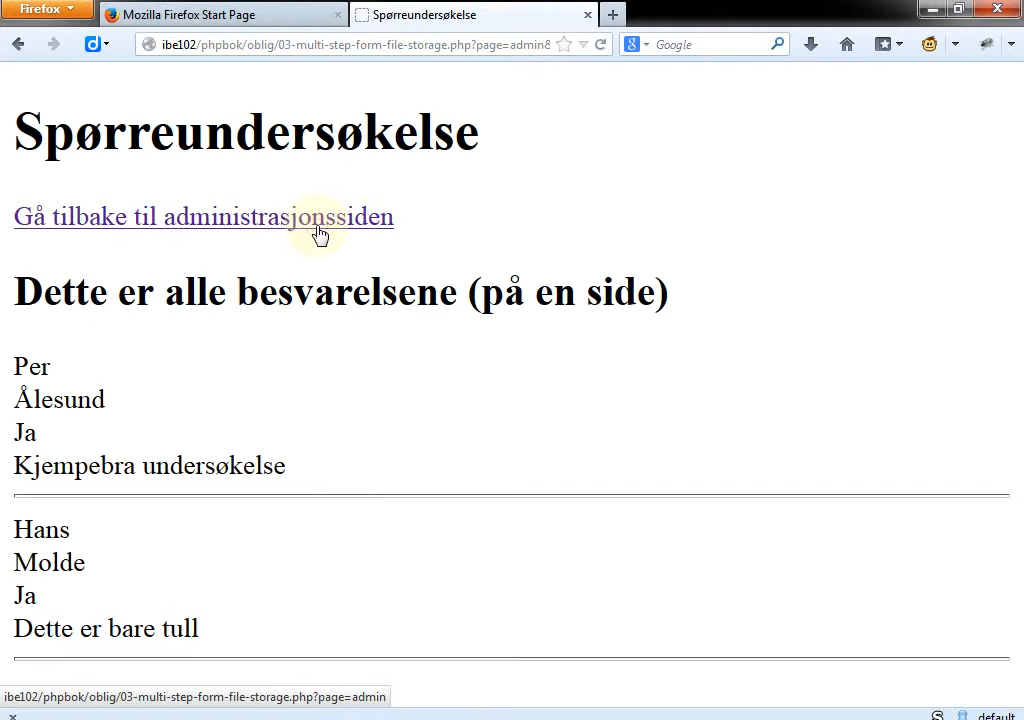 Firefox
Mozilla Firefox Start Page
Spørreundersøkelse
ibe102/phpbok/oblig/03-multi-step-form-file-storage.php?page=admin8
Google
Spørreundersøkelse
Gå tilbake til administrasjonssiden
Dette er alle besvarelsene (på en side)
Per
Ålesund
Ja
Kjempebra undersøkelse
Hans
Molde
Ja
Dette er bare tull
ibe102/phpbok/oblig/03-multi-step-form-file-storage.php?page=admin
default